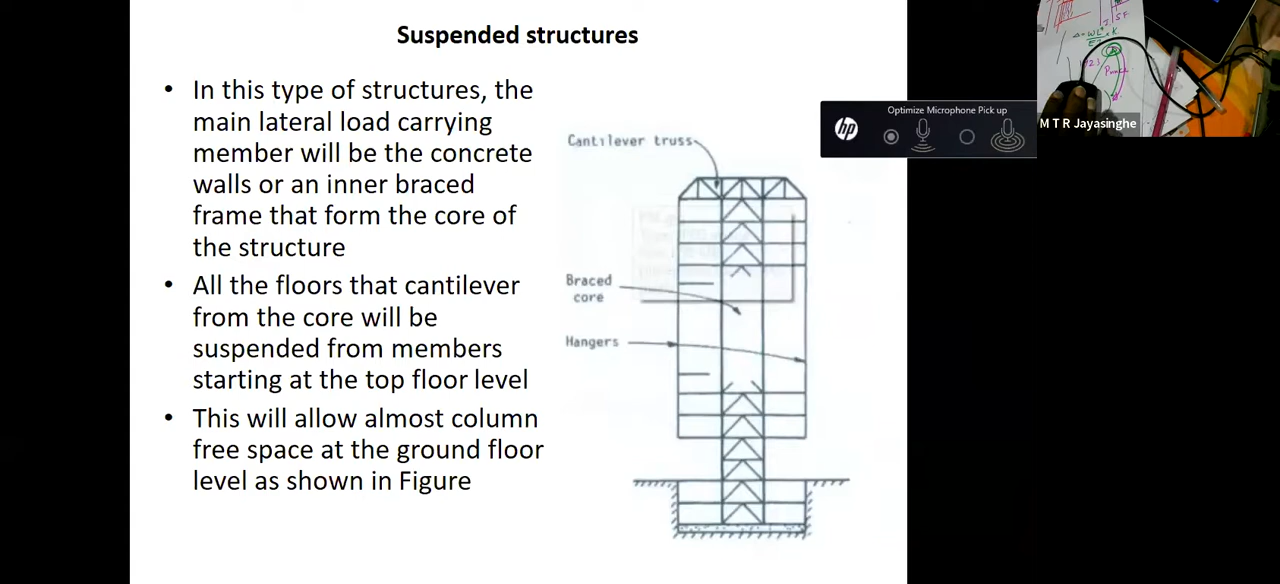 Suspended structures
• In this type of structures, the
main lateral load carrying
member will be the concrete
walls or an inner braced
frame that form the core of
the structure
• All the floors that cantilever
from the core will be
suspended from members
starting at the top floor level
• This will allow almost column
free space at the ground floor
level as shown in Figure
Cantilever truss
Braced
core
Hangers
Optimize Microphone Pick up
hp
M T R Jayasinghe